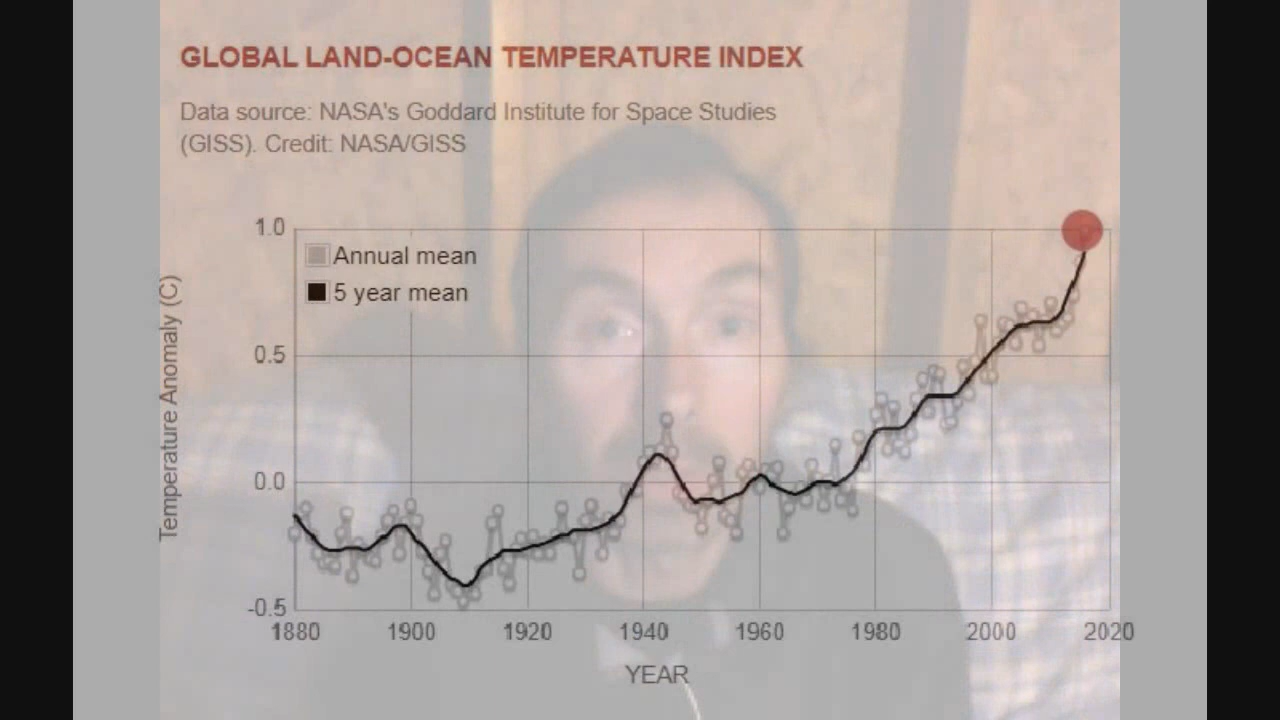 GLOBAL LAND-OCEAN TEMPERATURE INDEX
Data source: NASA's Goddard Institute for Space Studies
(GISS). Credit: NASA/GISS
1.0
Annual mean
5 year mean
Temperature Anomaly (C)
0.5
0.0
-0.5
1880 1900 1920 1940 1960 1980 2000 2020
YEAR